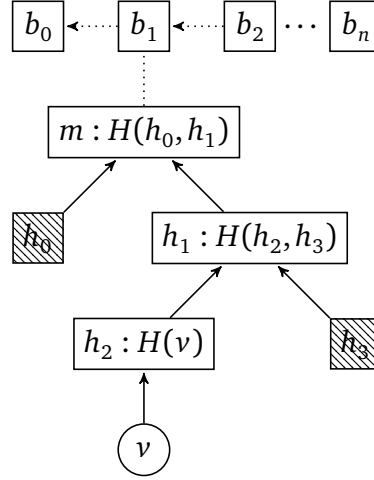 b₀ b₁ b₂ ⋯ bₙ
m : H(h₀, h₁)
h₀ h₁ : H(h₂, h₃)
h₂ : H(v) h₃
v